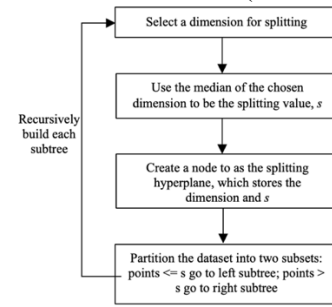 Select a dimension for splitting
Use the median of the chosen
dimension to be the splitting value, s
Recursively
build each
subtree
Create a node to as the splitting
hyperplane, which stores the
dimension and s
Partition the dataset into two subsets:
points <= s go to left subtree; points >
s go to right subtree